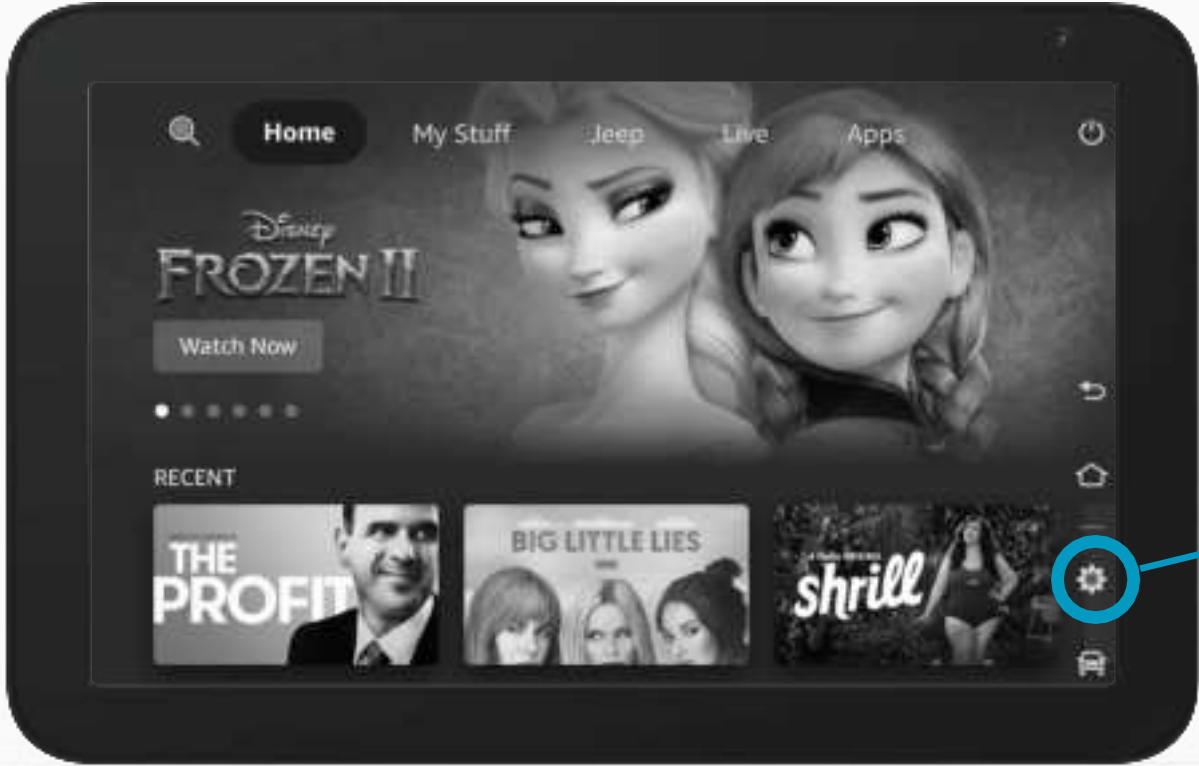 Home
My Stuff
Jeep
Live
Apps
Disney
FROZEN II
Watch Now
RECENT
THE
PROFIT
BIG LITTLE LIES
shrill